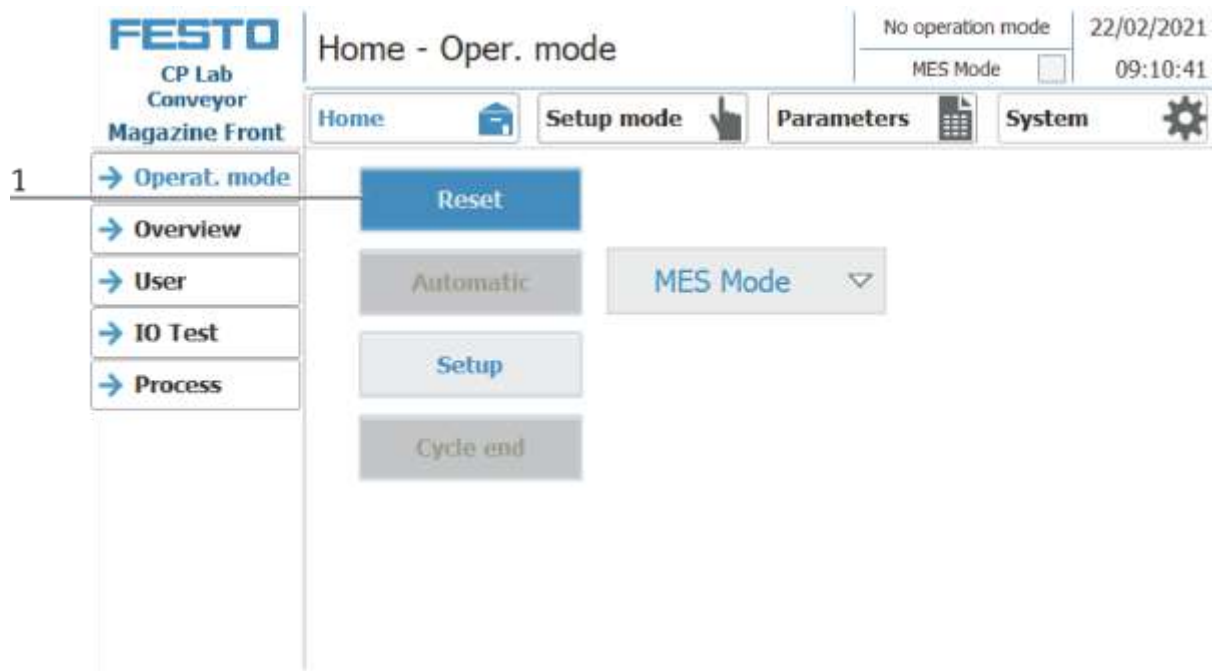 FESTO
CP Lab
Conveyor
Magazine Front
Home - Oper. mode
No operation mode
MES Mode
22/02/2021
09:10:41
Home
Setup mode
Parameters
System
1
Operat. mode
Overview
User
IO Test
Process
Reset
Automatic
MES Mode
Setup
Cycle end